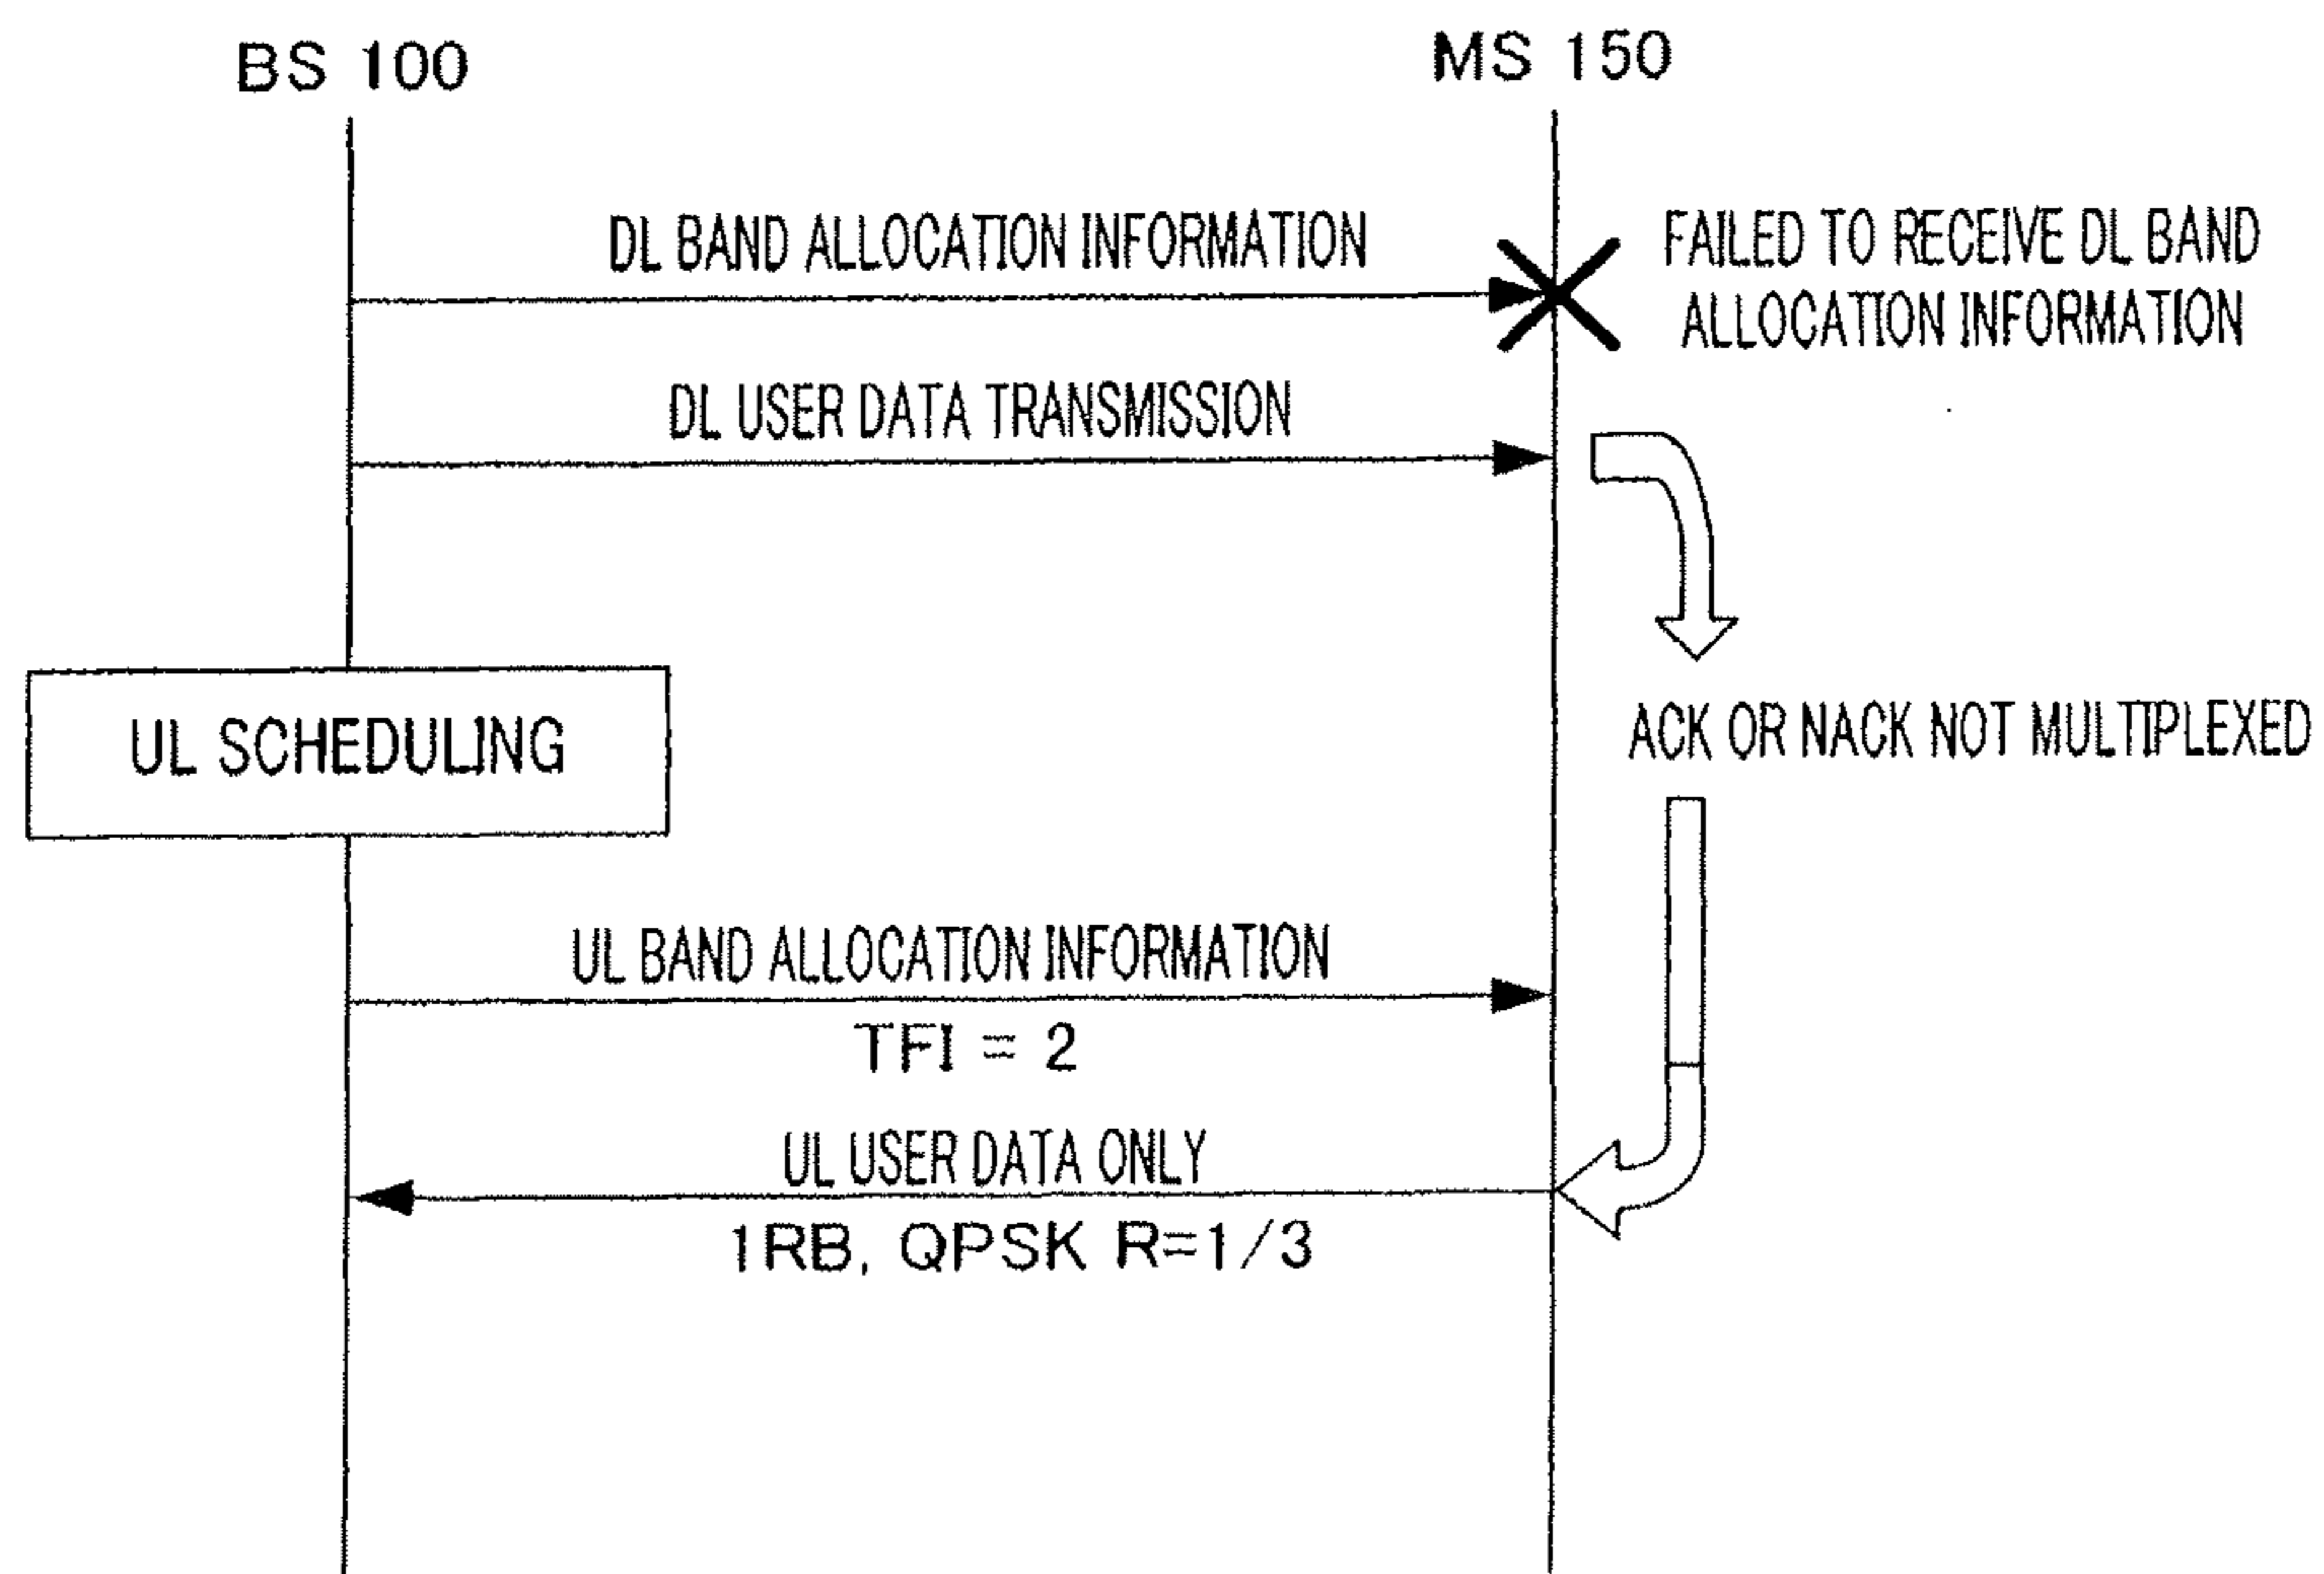 BS 100
MS 150
DL BAND ALLOCATION INFORMATION
FAILED TO RECEIVE DL BAND
ALLOCATION INFORMATION
DL USER DATA TRANSMISSION
UL SCHEDULING
ACK OR NACK NOT MULTIPLEXED
UL BAND ALLOCATION INFORMATION
TFI = 2
UL USER DATA ONLY
1RB, QPSK R=1/3